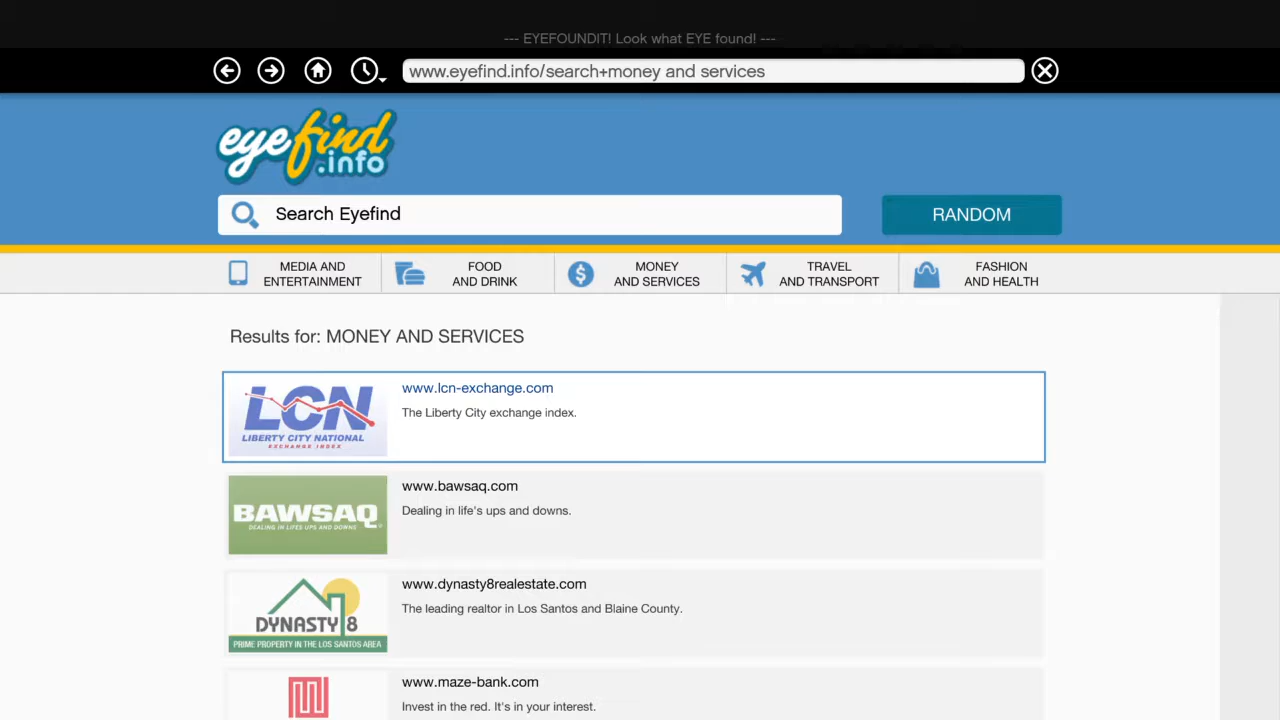 --- EYEFOUNDIT! Look what EYE found! ---
www.eyefind.info/search+money and services
eyefind
.info
Search Eyefind
RANDOM
MEDIA AND
ENTERTAINMENT
FOOD
AND DRINK
MONEY
AND SERVICES
TRAVEL
AND TRANSPORT
FASHION
AND HEALTH
Results for: MONEY AND SERVICES
LCN
LIBERTY CITY NATIONAL
EXCHANGE INDEX
www.lcn-exchange.com
The Liberty City exchange index.
BAWSAQ
DEALING IN LIFES UPS AND DOWNS
www.bawsaq.com
Dealing in life's ups and downs.
DYNASTY 8
PRIME PROPERTY IN THE LOS SANTOS AREA
www.dynasty8realestate.com
The leading realtor in Los Santos and Blaine County.
www.maze-bank.com
Invest in the red. It's in your interest.